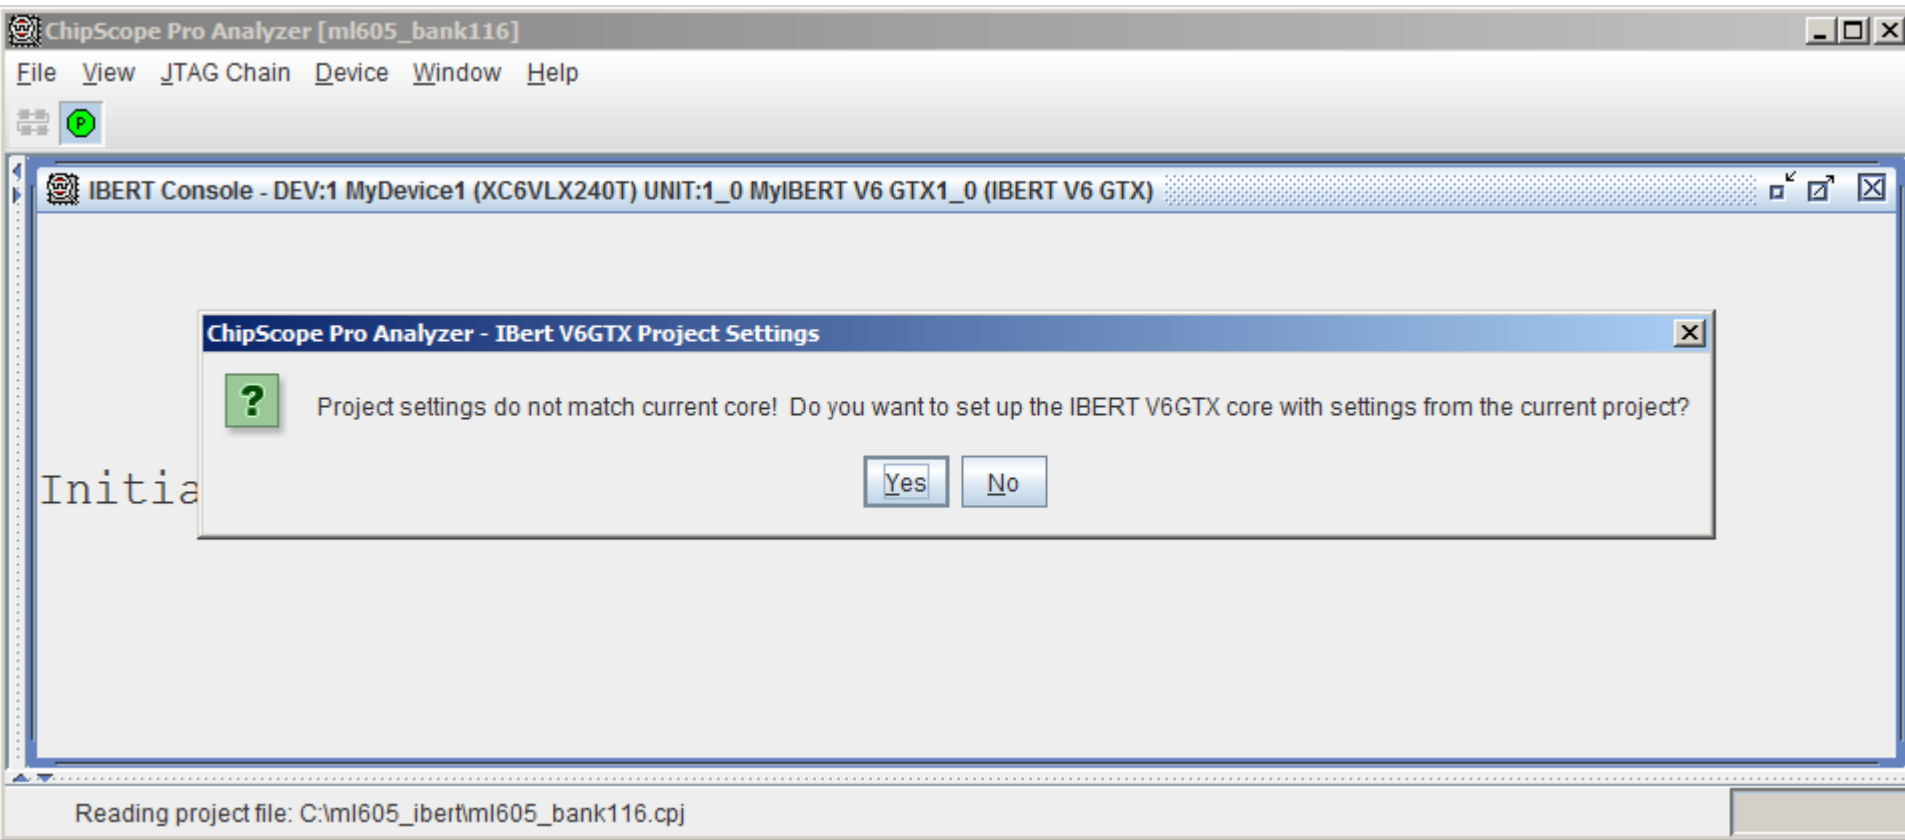 ChipScope Pro Analyzer [ml605_bank116]
File View JTAG Chain Device Window Help
P
IBERT Console - DEV:1 MyDevice1 (XC6VLX240T) UNIT:1_0 MyIBERT V6 GTX1_0 (IBERT V6 GTX)
ChipScope Pro Analyzer - IBert V6GTX Project Settings
? Project settings do not match current core! Do you want to set up the IBERT V6GTX core with settings from the current project?
Initia
Yes No
Reading project file: C:\ml605_ibert\ml605_bank116.cpj